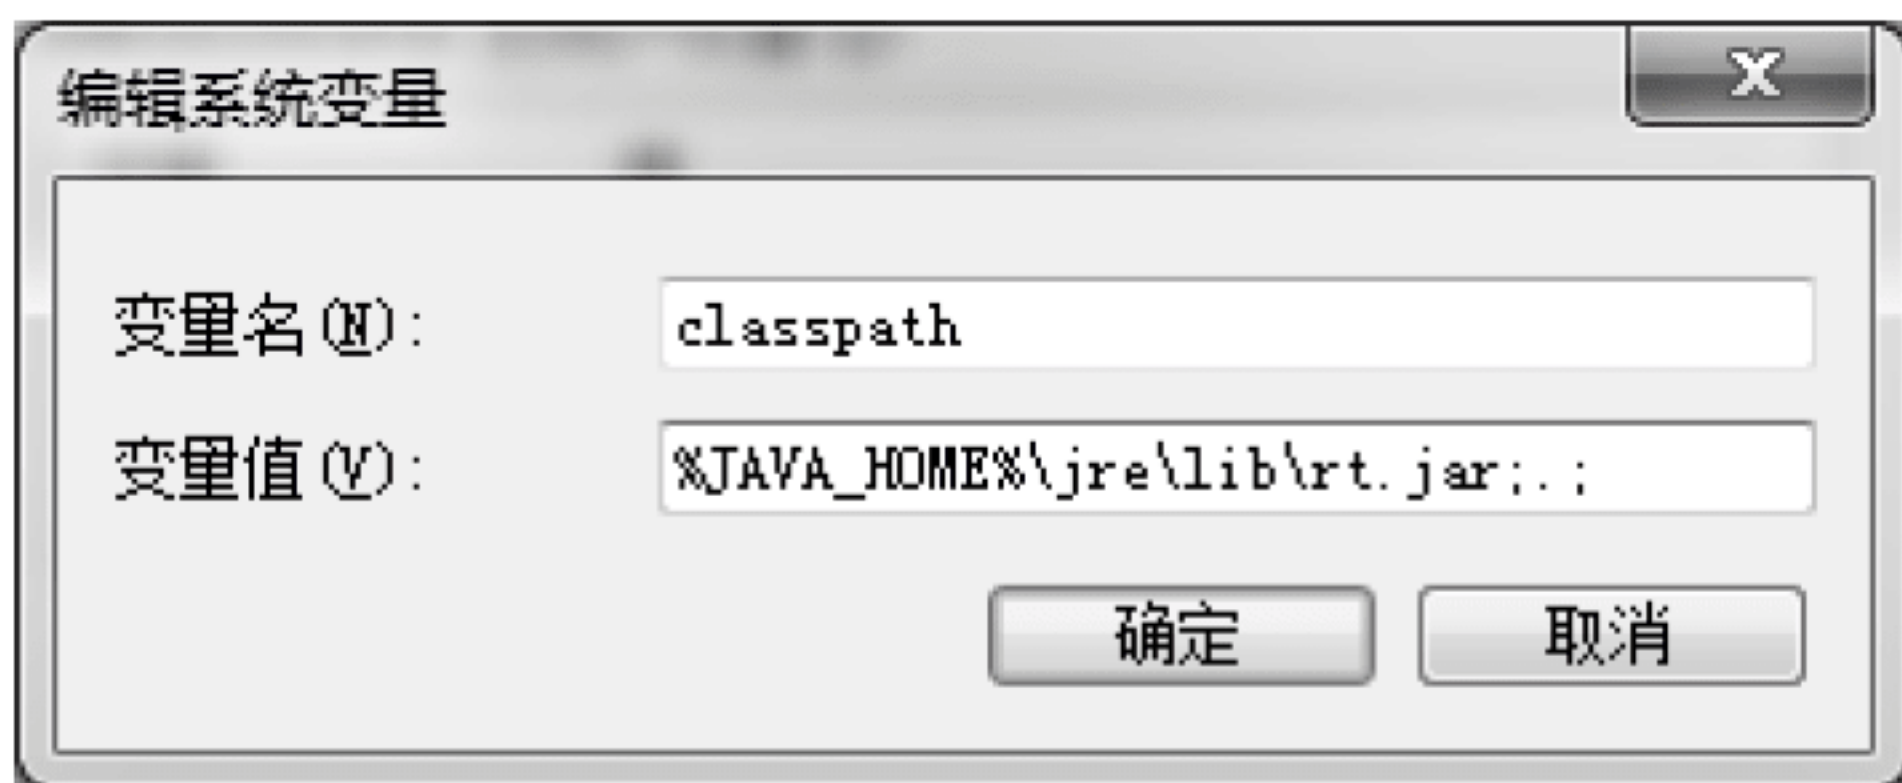 编辑系统变量
变量名(N): classpath
变量值(V): %JAVA_HOME%\jre\lib\rt.jar;.;
确定 取消